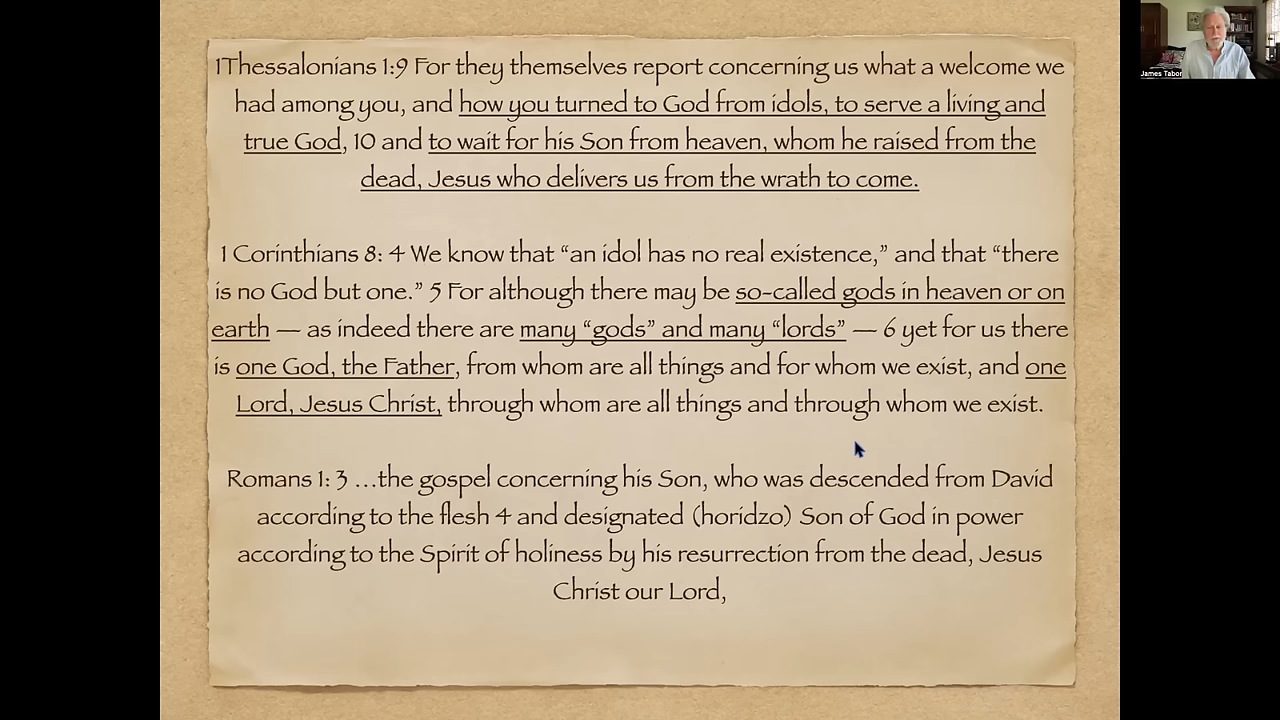 1Thessalonians 1:9 For they themselves report concerning us what a welcome we
had among you, and how you turned to God from idols, to serve a living and
true God, 10 and to wait for his Son from heaven, whom he raised from the
dead, Jesus who delivers us from the wrath to come.
1 Corinthians 8: 4 We know that “an idol has no real existence,” and that “there
is no God but one.” 5 For although there may be so-called gods in heaven or on
earth — as indeed there are many “gods” and many “lords” — 6 yet for us there
is one God, the Father, from whom are all things and for whom we exist, and one
Lord, Jesus Christ, through whom are all things and through whom we exist.
Romans 1: 3 ...the gospel concerning his Son, who was descended from David
according to the flesh 4 and designated (horidzo) Son of God in power
according to the Spirit of holiness by his resurrection from the dead, Jesus
Christ our Lord,
James Tabor